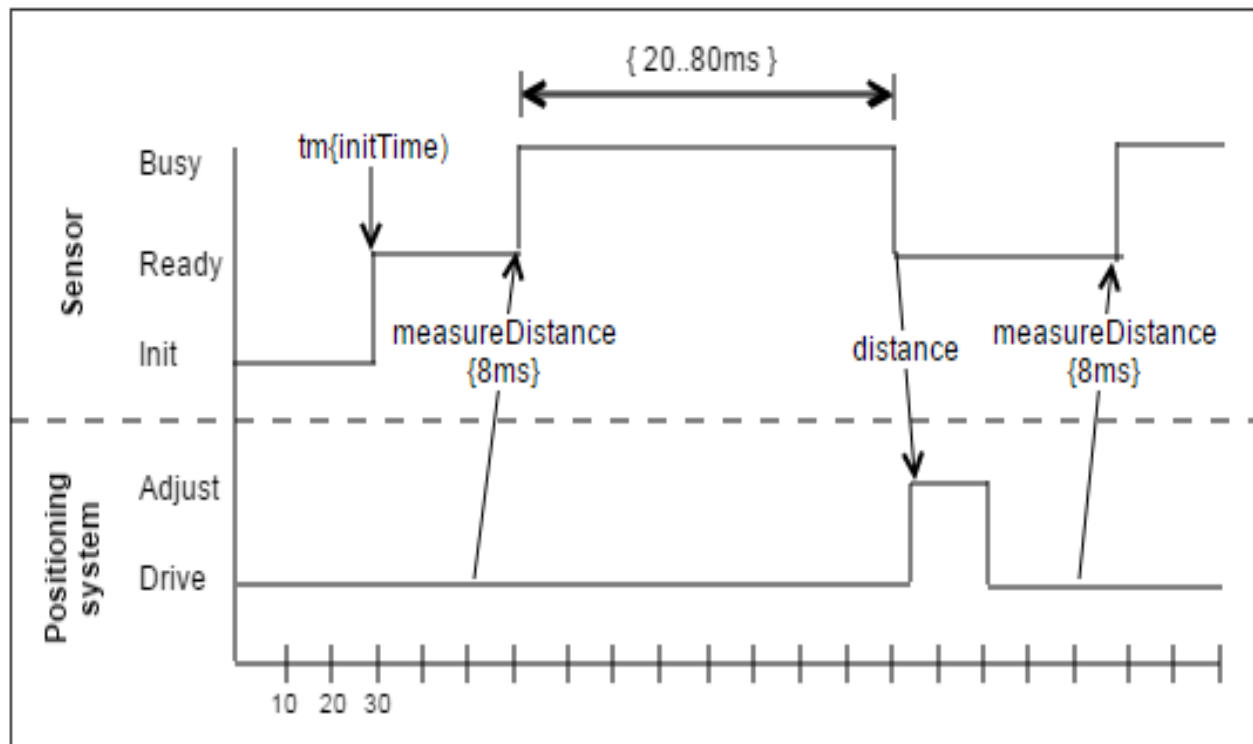 { 20..80ms }
tm{initTime)
Busy
Ready
Init
Sensor
measureDistance
{8ms}
distance
measureDistance
{8ms}
Adjust
Drive
Positioning
system
10 20 30